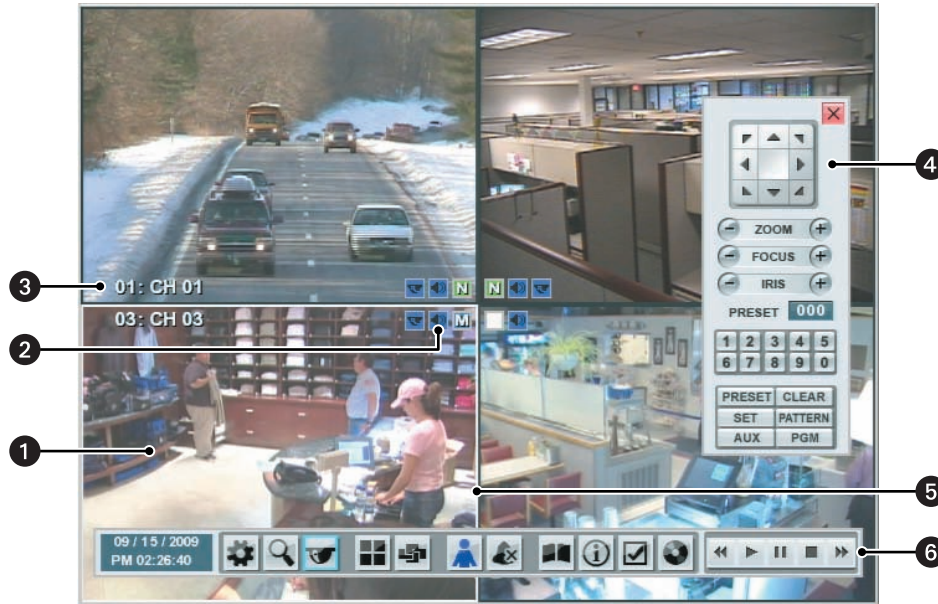 01: CH 01
N
N
03: CH 03
M
ZOOM
FOCUS
IRIS
PRESET 000
1 2 3 4 5
6 7 8 9 0
PRESET CLEAR
SET PATTERN
AUX PGM
09 / 15 / 2009
PM 02:26:40
1
2
3
4
5
6